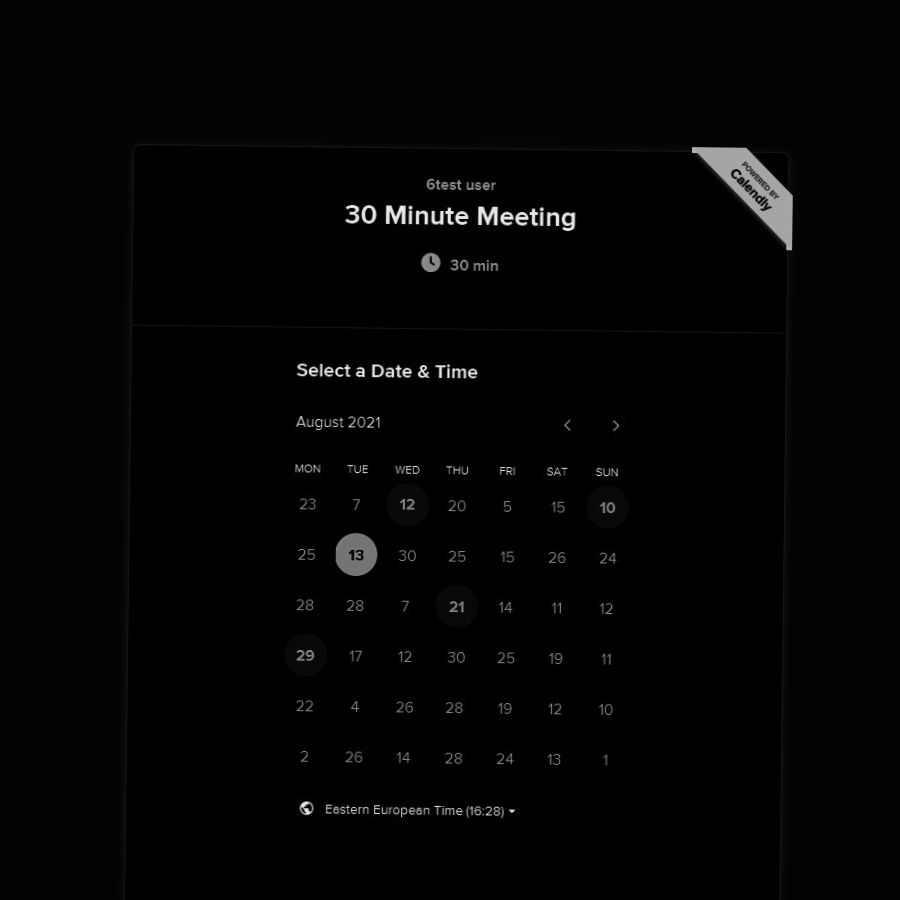 POWERED BY
Calendly
6test user
30 Minute Meeting
30 min
Select a Date & Time
August 2021
MON TUE WED THU FRI SAT SUN
23 7 12 20 5 15 10
25 13 30 25 15 26 24
28 28 7 21 14 11 12
29 17 12 30 25 19 11
22 4 26 28 19 12 10
2 26 14 28 24 13 1
Eastern European Time (16:28)